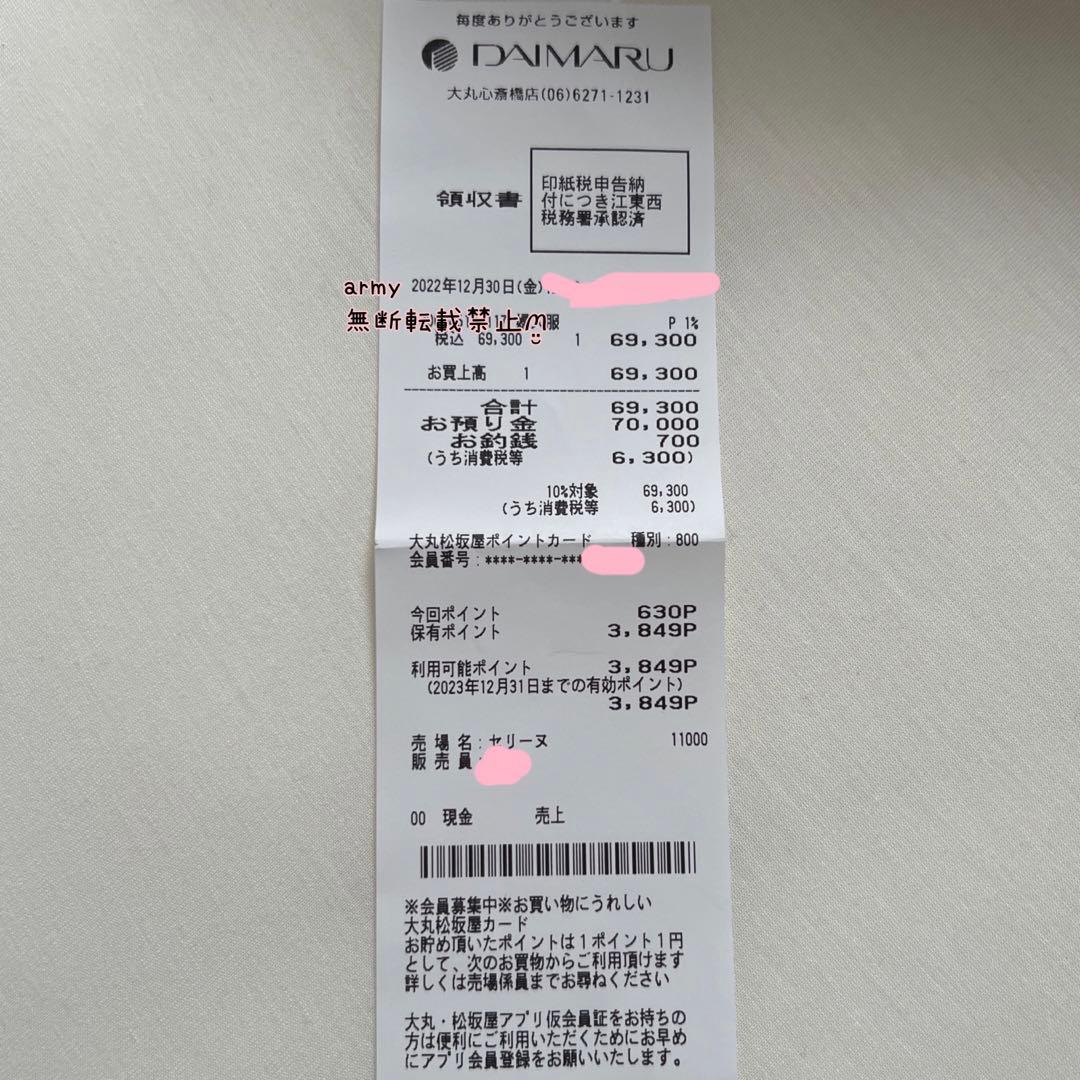 毎度ありがとうございます
DAIMARU
大丸心斎橋店(06)6271-1231
領収書
印紙税申告納
付につき江東西
税務署承認済
army
2022年12月30日(金)
無断転載禁止
服
P 1%
税込 69,300 1 69,300
お買上高 1 69,300
合計 69,300
お預り金 70,000
お釣銭 700
(うち消費税等 6,300)
10%対象 69,300
(うち消費税等 6,300)
大丸松坂屋ポイントカード 種別:800
会員番号:****-****-***
今回ポイント 630P
保有ポイント 3,849P
利用可能ポイント 3,849P
(2023年12月31日までの有効ポイント)
3,849P
売場名:セリーヌ 11000
販売員:
00 現金 売上
※会員募集中※お買い物にうれしい
大丸松坂屋カード
お貯め頂いたポイントは1ポイント1円
として、次のお買物からご利用頂けます
詳しくは売場係員までお尋ねください
大丸・松坂屋アプリ仮会員証をお持ちの
方は便利にご利用いただくためにお早め
にアプリ会員登録をお願いいたします。